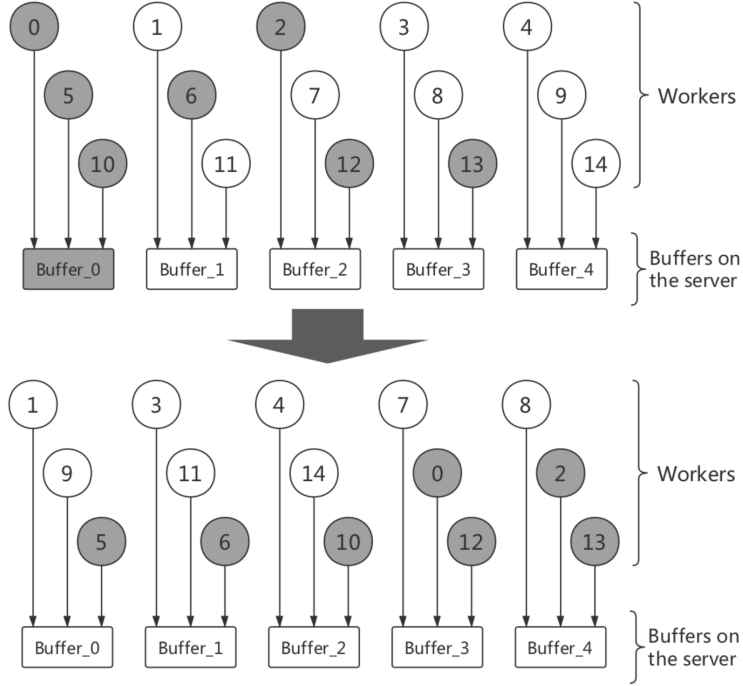 0 1 2 3 4
5 6 7 8 9
Workers
10 11 12 13 14
Buffer_0 Buffer_1 Buffer_2 Buffer_3 Buffer_4
Buffers on
the server
1 3 4 7 8
9 11 14 0 2
Workers
5 6 10 12 13
Buffer_0 Buffer_1 Buffer_2 Buffer_3 Buffer_4
Buffers on
the server